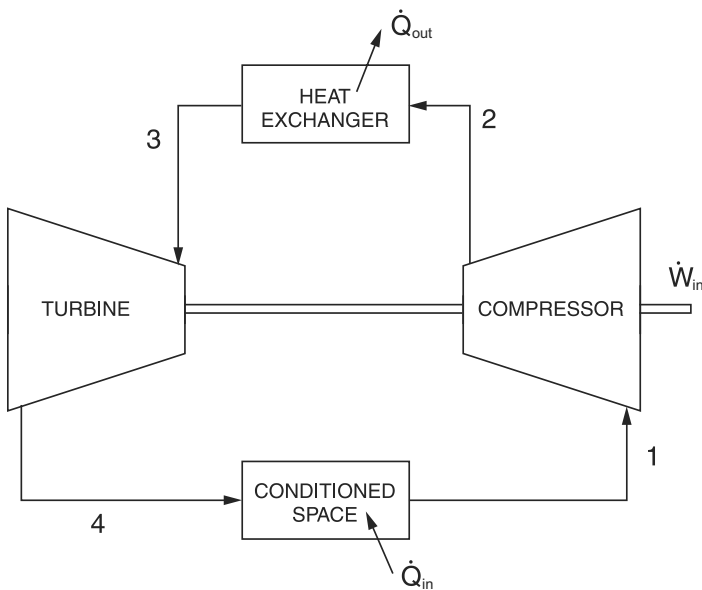 Q̇out
HEAT
EXCHANGER
3
2
TURBINE
COMPRESSOR
Ẇin
1
CONDITIONED
SPACE
4
Q̇in